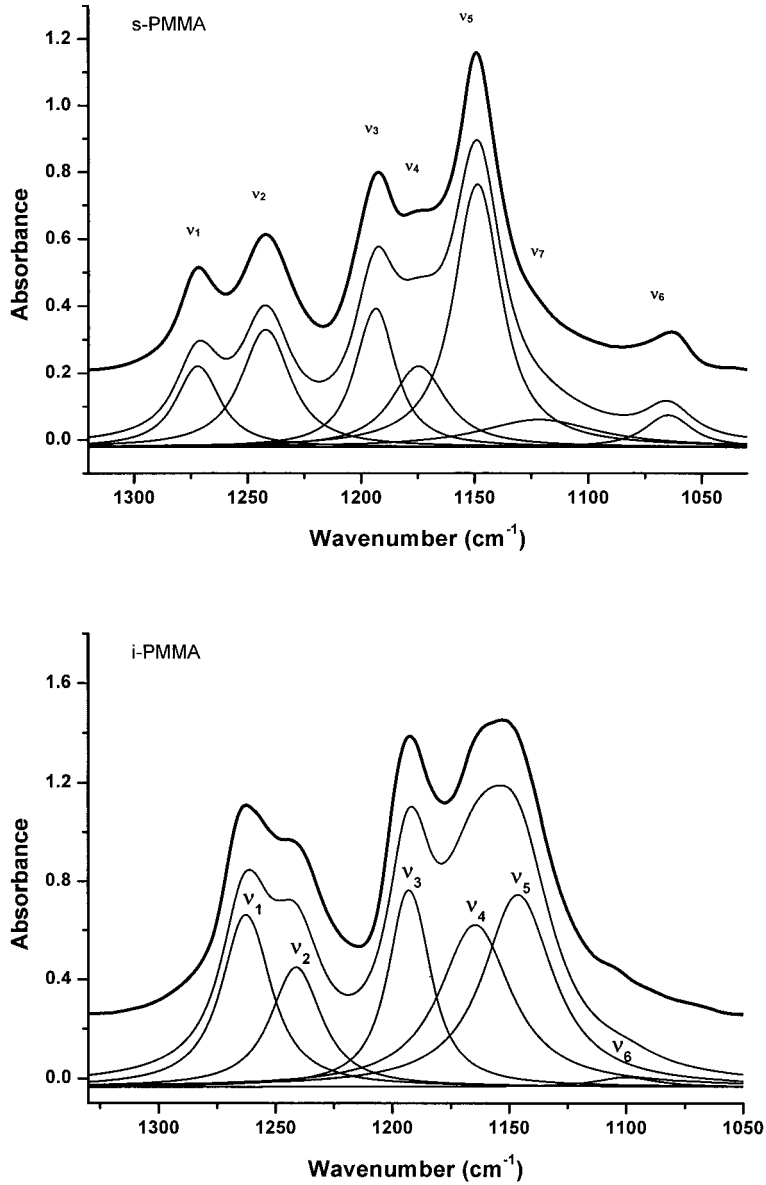 s-PMMA
ν5
1.2
1.0
ν3
ν4
0.8
ν2
ν1
0.6
ν7
ν6
0.4
0.2
0.0
Absorbance
1300 1250 1200 1150 1100 1050
Wavenumber (cm-1)
i-PMMA
1.6
1.2
0.8
ν1
ν2
ν3
ν4
ν5
0.4
ν6
0.0
Absorbance
1300 1250 1200 1150 1100 1050
Wavenumber (cm-1)